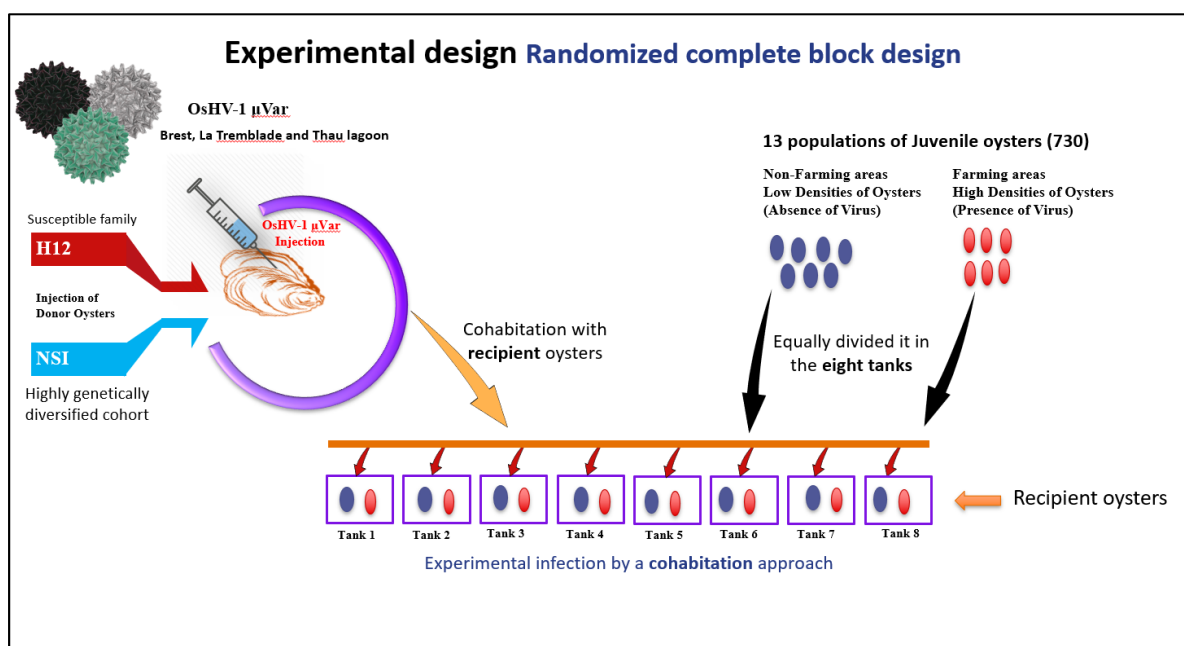 Experimental design Randomized complete block design
OsHV-1 µVar
Brest, La Tremblade and Thau lagoon
Susceptible family
H12
OsHV-1 µVar
Injection
Injection of
Donor Oysters
NSI
Highly genetically
diversified cohort
Cohabitation with
recipient oysters
13 populations of Juvenile oysters (730)
Non-Farming areas
Low Densities of Oysters
(Absence of Virus)
Farming areas
High Densities of Oysters
(Presence of Virus)
Equally divided it in
the eight tanks
Recipient oysters
Tank 1
Tank 2
Tank 3
Tank 4
Tank 5
Tank 6
Tank 7
Tank 8
Experimental infection by a cohabitation approach